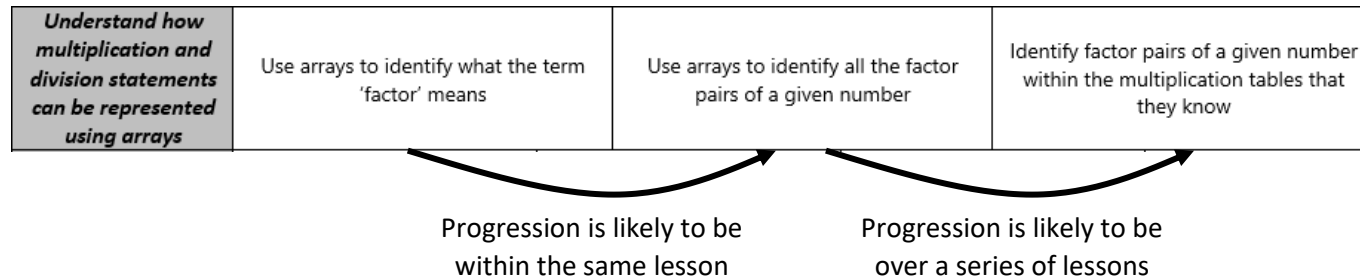 Understand how
multiplication and
division statements
can be represented
using arrays
Use arrays to identify what the term
‘factor’ means
Use arrays to identify all the factor
pairs of a given number
Identify factor pairs of a given number
within the multiplication tables that
they know
Progression is likely to be
within the same lesson
Progression is likely to be
over a series of lessons